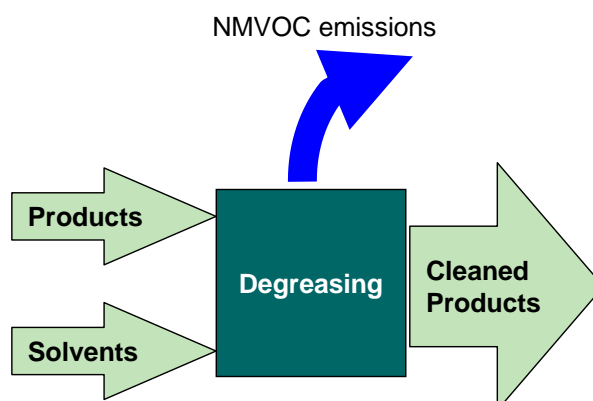 NMVOC emissions
Products
Solvents
Degreasing
Cleaned
Products